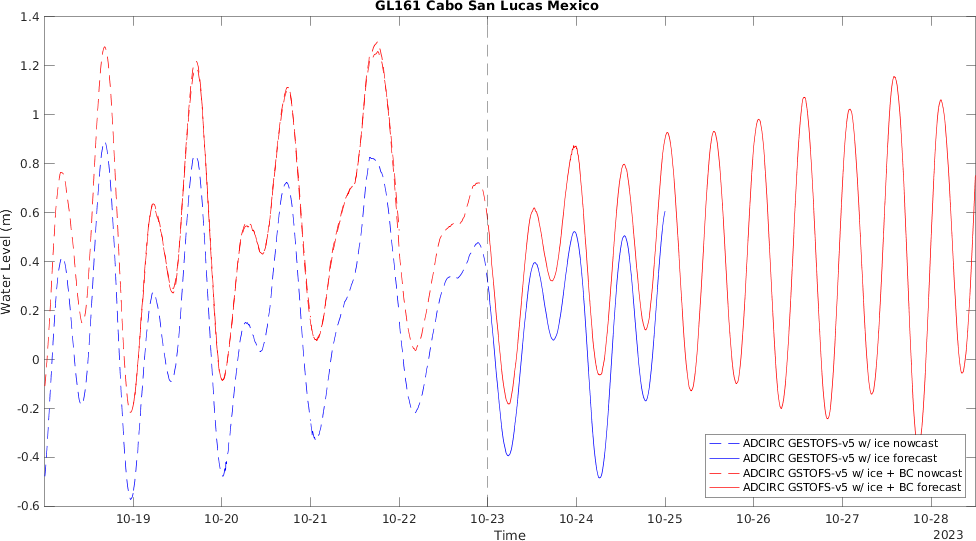 GL161 Cabo San Lucas Mexico
1.4
1.2
1
0.8
0.6
0.4
0.2
0
-0.2
-0.4
-0.6
Water Level (m)
ADCIRC GESTOFS-v5 w/ ice nowcast
ADCIRC GESTOFS-v5 w/ ice forecast
ADCIRC GSTOFS-v5 w/ ice + BC nowcast
ADCIRC GSTOFS-v5 w/ ice + BC forecast
10-19 10-20 10-21 10-22 10-23 10-24 10-25 10-26 10-27 10-28
Time
2023